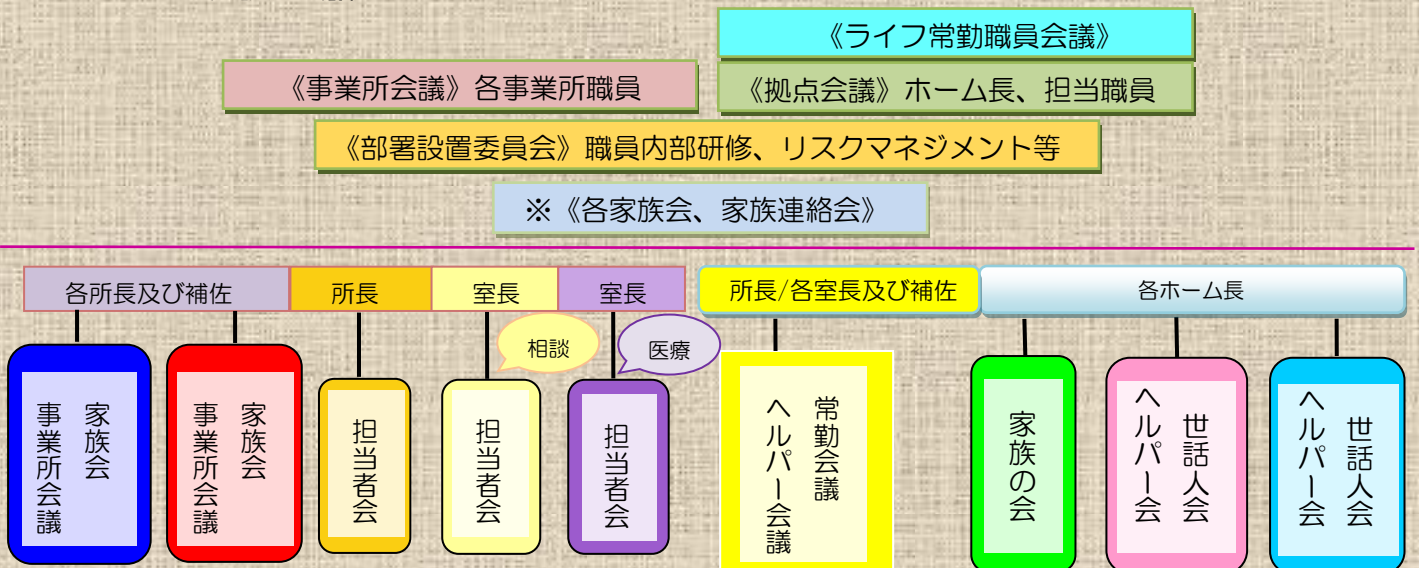 《ライフ常勤職員会議》
《事業所会議》各事業所職員
《拠点会議》ホーム長、担当職員
《部署設置委員会》職員内部研修、リスクマネジメント等
※《各家族会、家族連絡会》
各所長及び補佐
所長
室長
室長
所長/各室長及び補佐
各ホーム長
相談
医療
家族会
事業所会議
家族会
事業所会議
担当者会
担当者会
担当者会
常勤会議
ヘルパー会議
家族の会
世話人会
ヘルパー会
世話人会
ヘルパー会